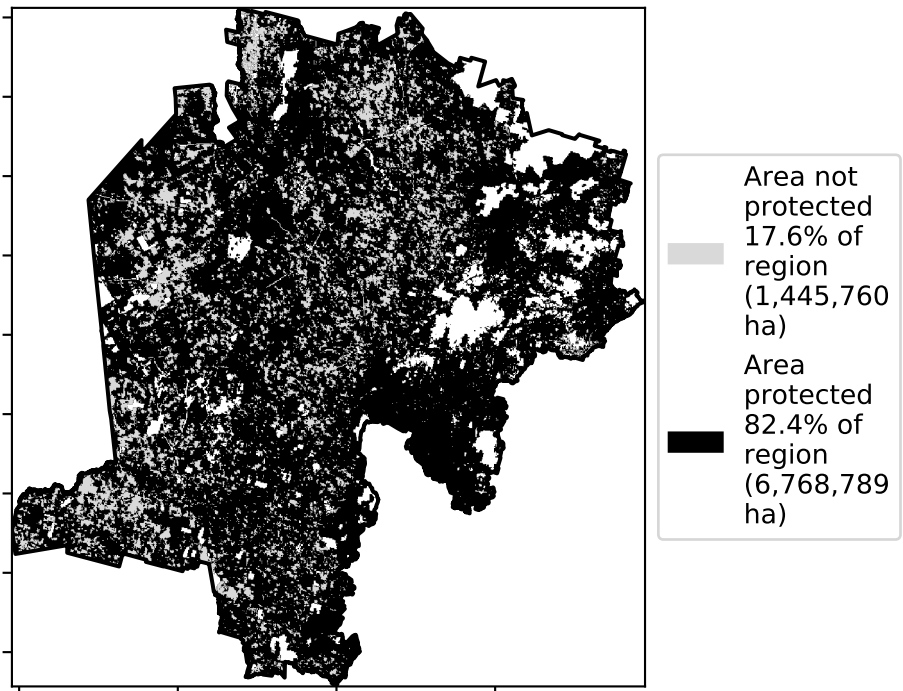 Area not
protected
17.6% of
region
(1,445,760
ha)
Area
protected
82.4% of
region
(6,768,789
ha)